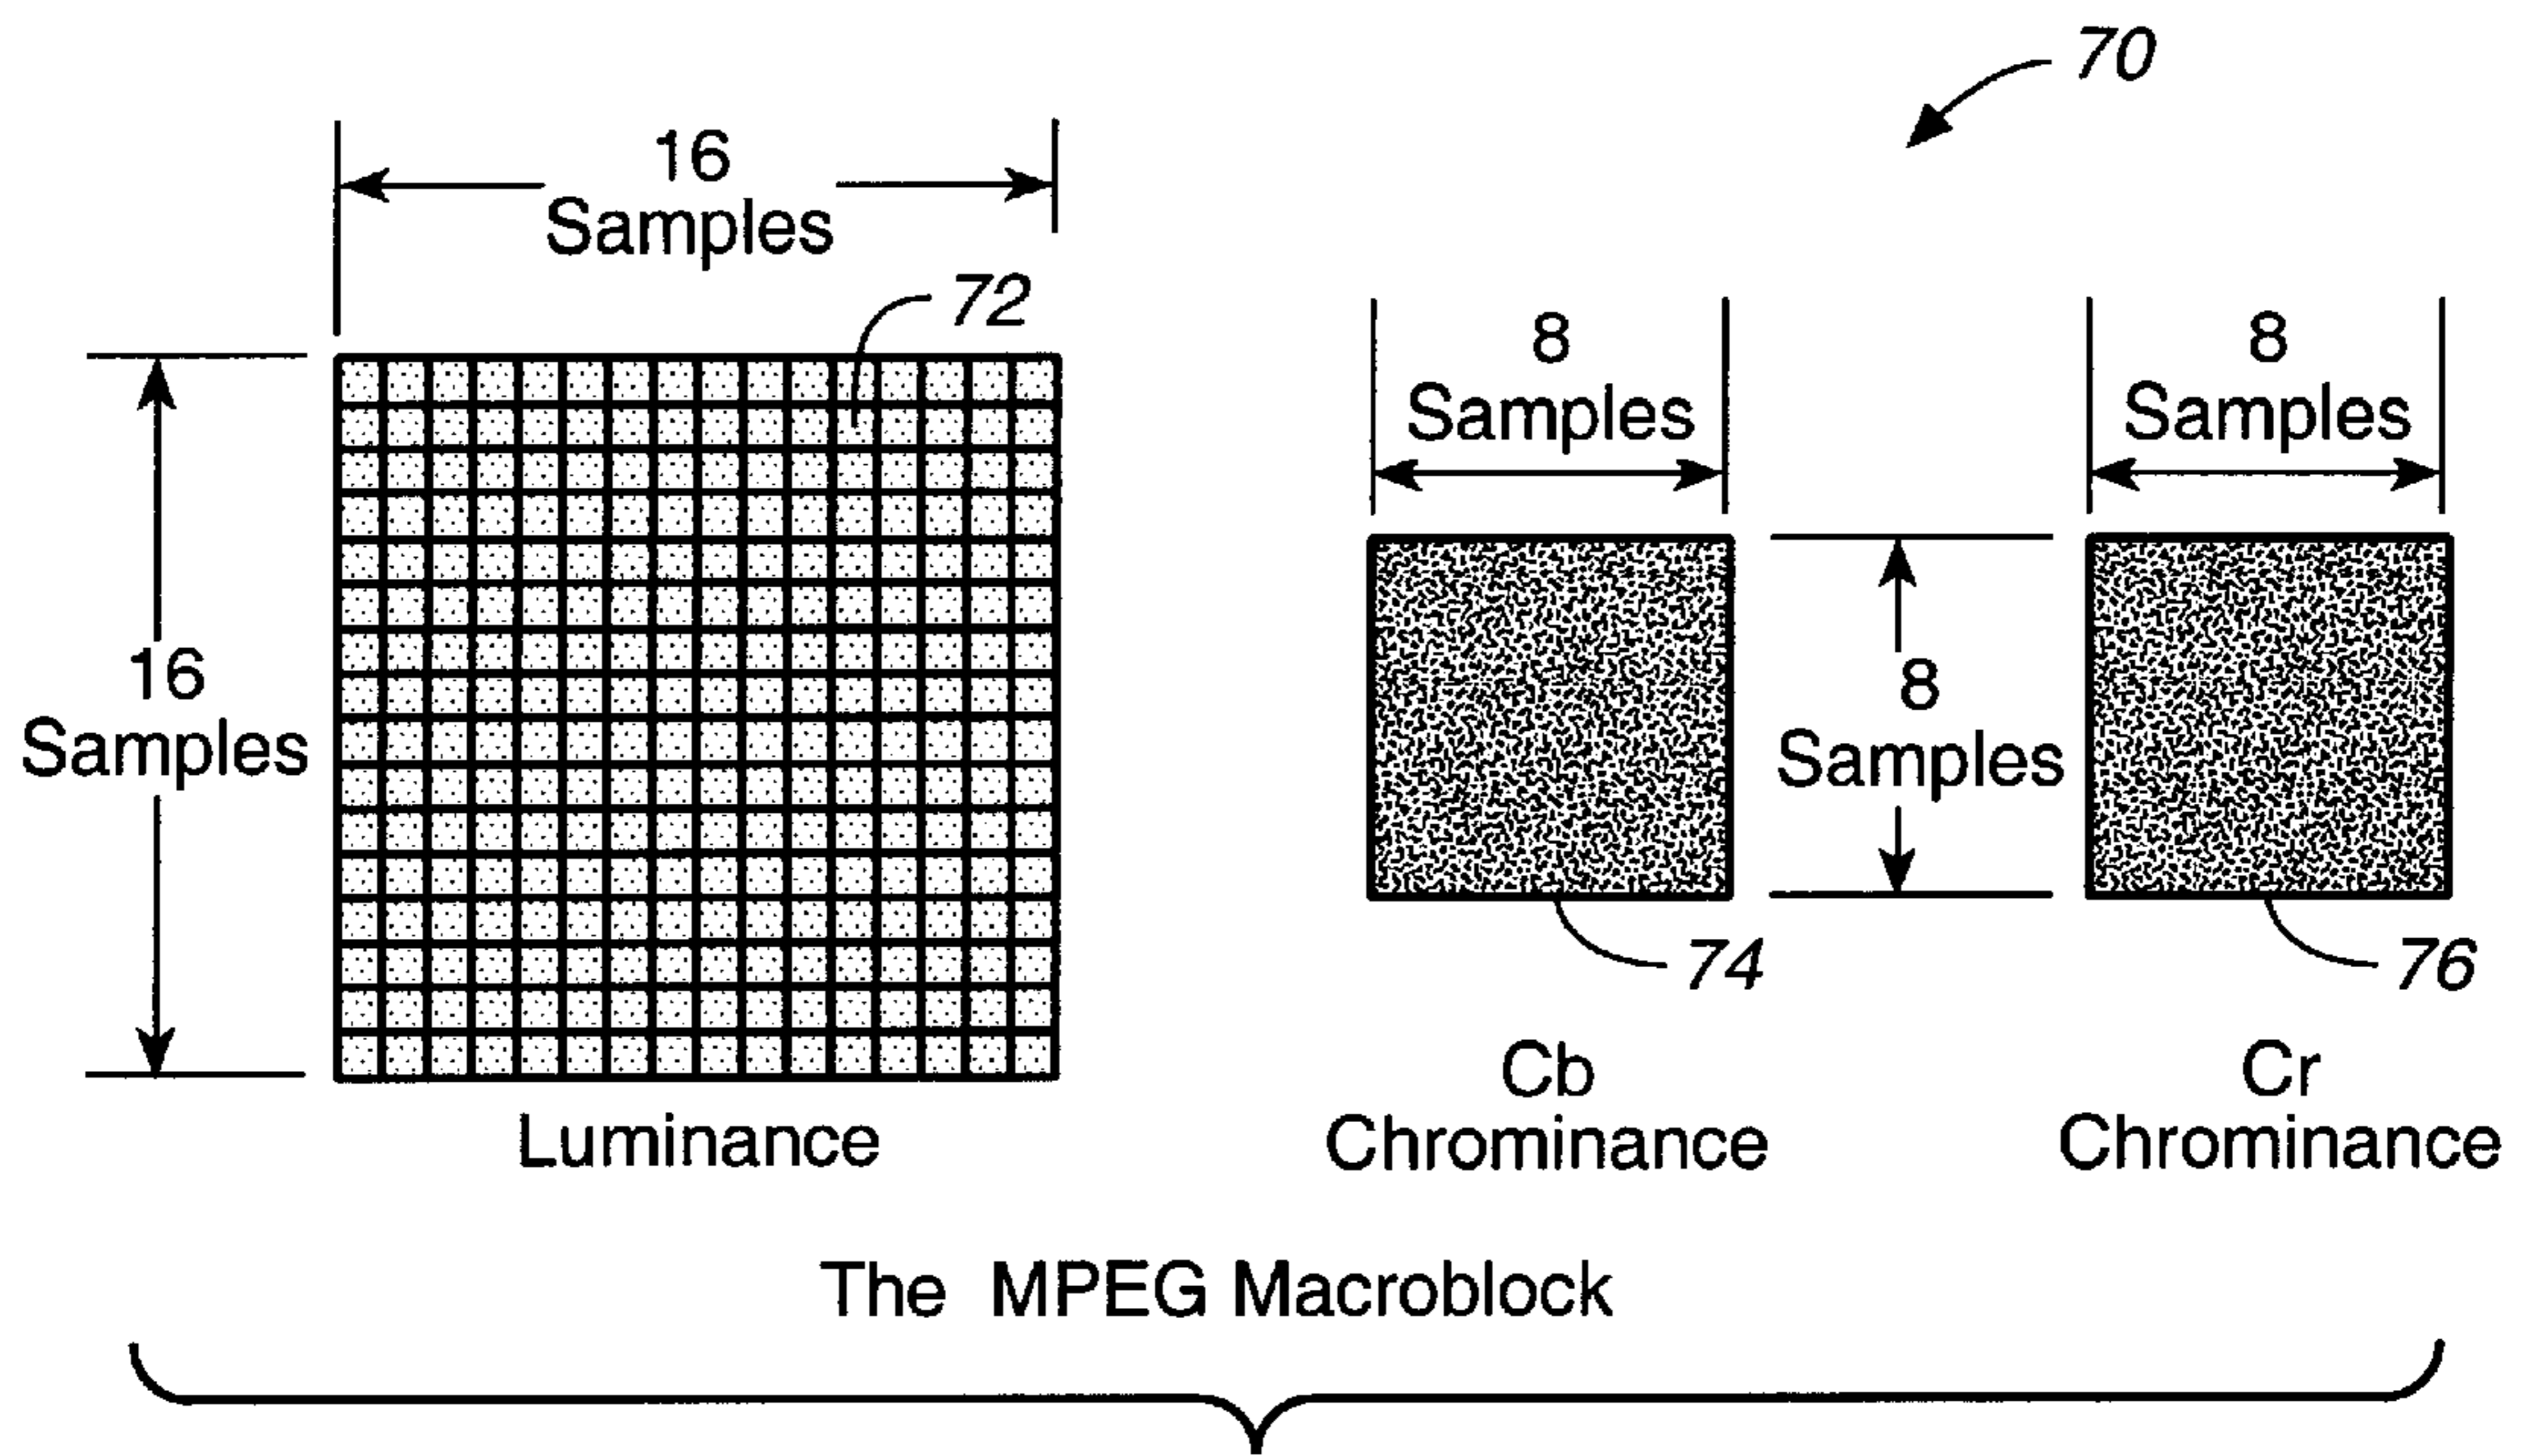 70
16
Samples
72
16
Samples
8
Samples
8
Samples
8
Samples
74
76
Luminance
Cb
Chrominance
Cr
Chrominance
The MPEG Macroblock